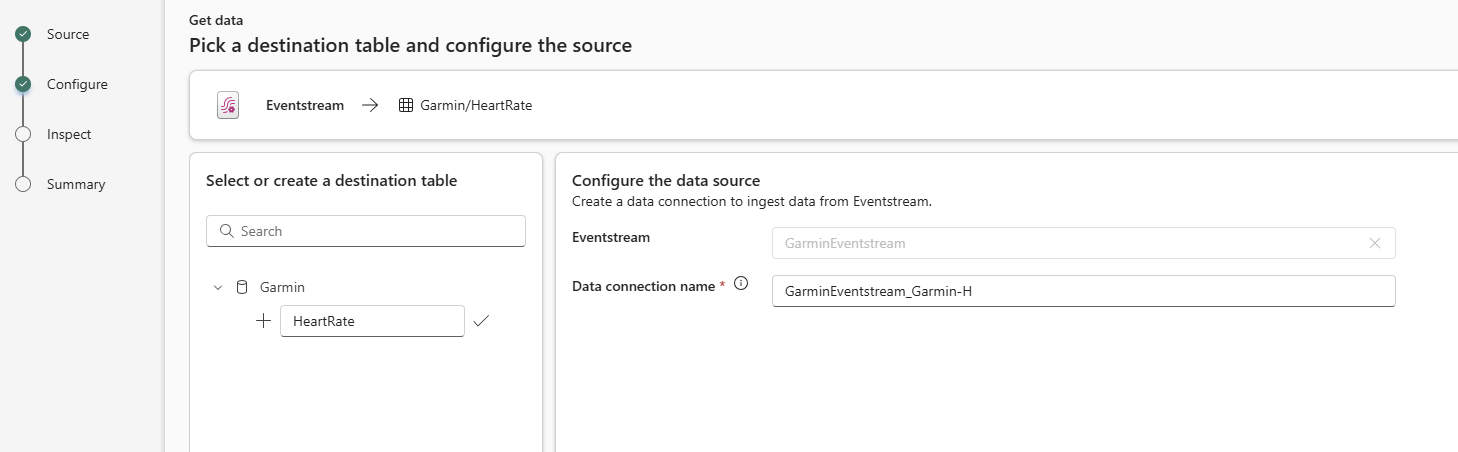 Source
Configure
Inspect
Summary
Get data
Pick a destination table and configure the source
Eventstream → Garmin/HeartRate
Select or create a destination table
Search
Garmin
HeartRate
Configure the data source
Create a data connection to ingest data from Eventstream.
Eventstream
GarminEventstream
Data connection name *
GarminEventstream_Garmin-H